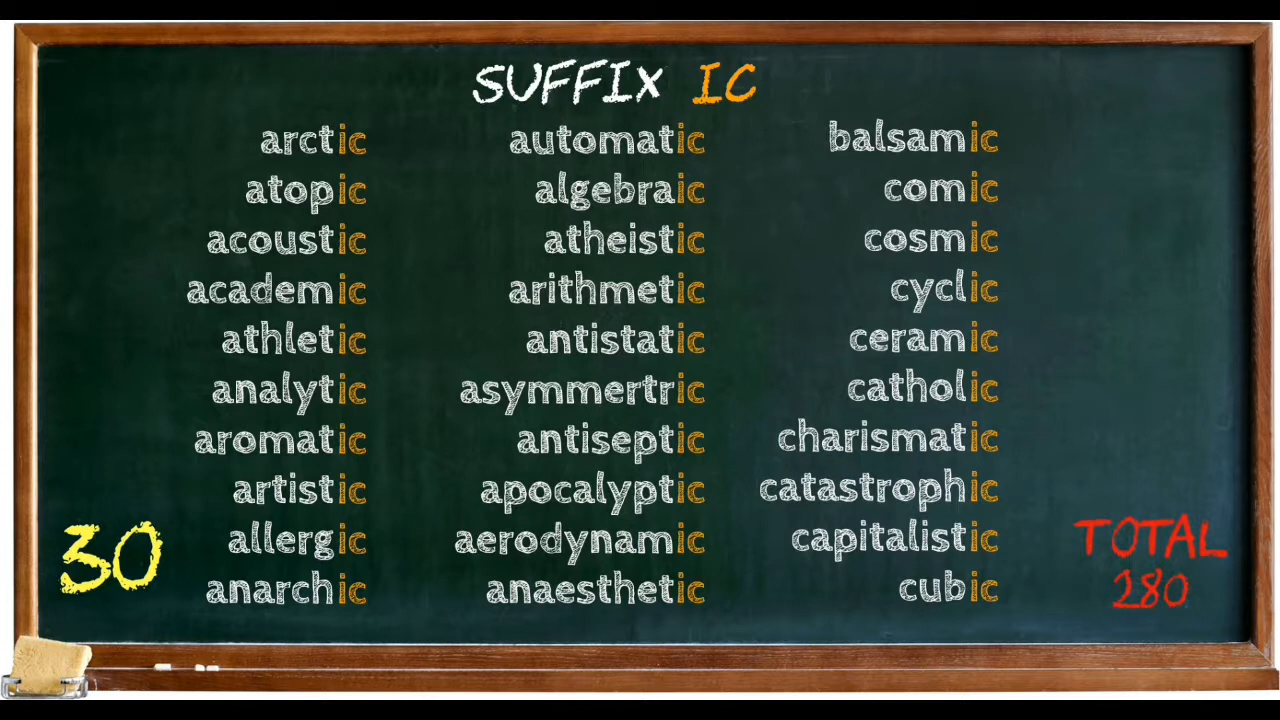 SUFFIX IC
arctic
atopic
acoustic
academic
athletic
analytic
aromatic
artistic
allergic
anarchic
automatic
algebraic
atheistic
arithmetic
antistatic
asymmertric
antiseptic
apocalyptic
aerodynamic
anaesthetic
balsamic
comic
cosmic
cyclic
ceramic
catholic
charismatic
catastrophic
capitalistic
cubic
30
TOTAL
280